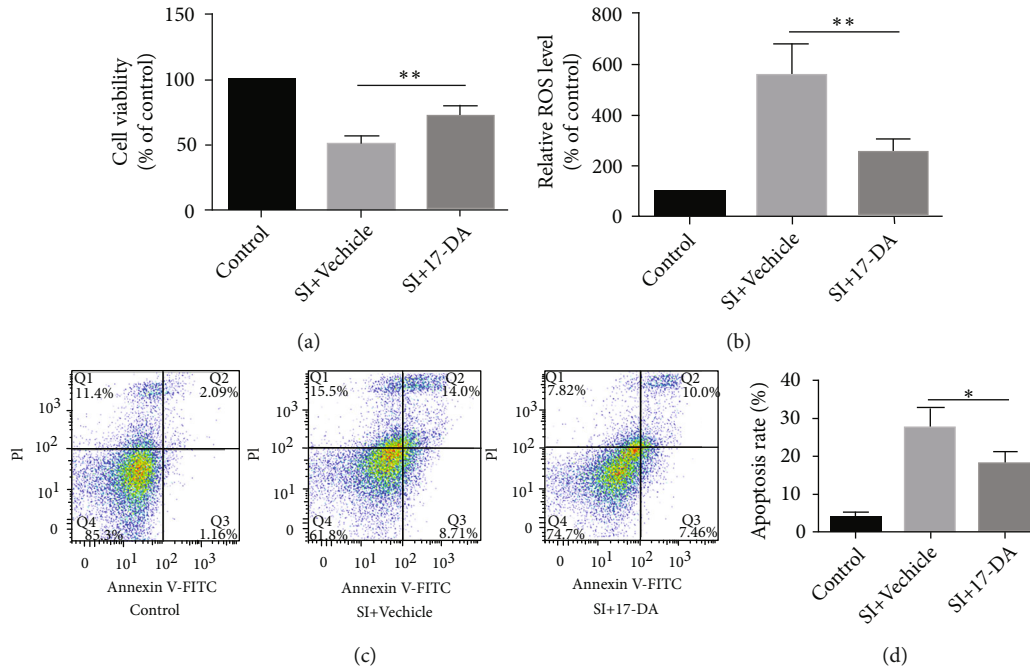 150
100
50
0
Cell viability
(% of control)
**
Control
SI+Vechicle
SI+17-DA
(a)
800
600
400
200
0
Relative ROS level
(% of control)
**
Control
SI+Vechicle
SI+17-DA
(b)
Q1
11.4%
Q2
2.09%
Q4
85.3%
Q3
1.16%
10³
10²
10¹
0
PI
0 10¹ 10² 10³
Annexin V-FITC
Control
Q1
15.5%
Q2
14.0%
Q4
61.8%
Q3
8.71%
10³
10²
10¹
0
PI
0 10¹ 10² 10³
Annexin V-FITC
SI+Vechicle
Q1
7.82%
Q2
10.0%
Q4
74.7%
Q3
7.46%
10³
10²
10¹
0
PI
0 10¹ 10² 10³
Annexin V-FITC
SI+17-DA
(c)
40
30
20
10
0
Apoptosis rate (%)
*
Control
SI+Vechicle
SI+17-DA
(d)